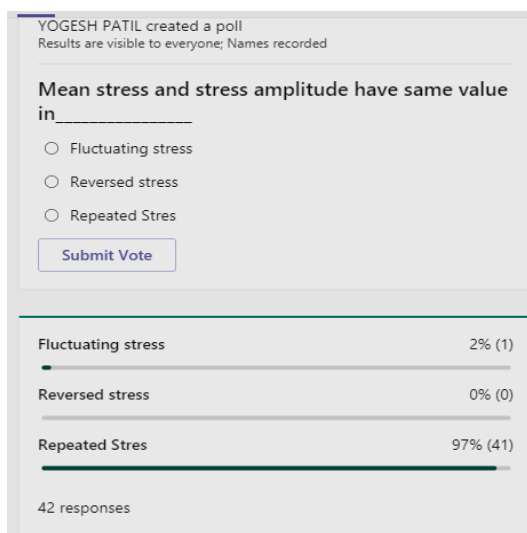 YOGESH PATIL created a poll
Results are visible to everyone; Names recorded
Mean stress and stress amplitude have same value
in________________
Fluctuating stress
Reversed stress
Repeated Stres
Submit Vote
Fluctuating stress 2% (1)
Reversed stress 0% (0)
Repeated Stres 97% (41)
42 responses